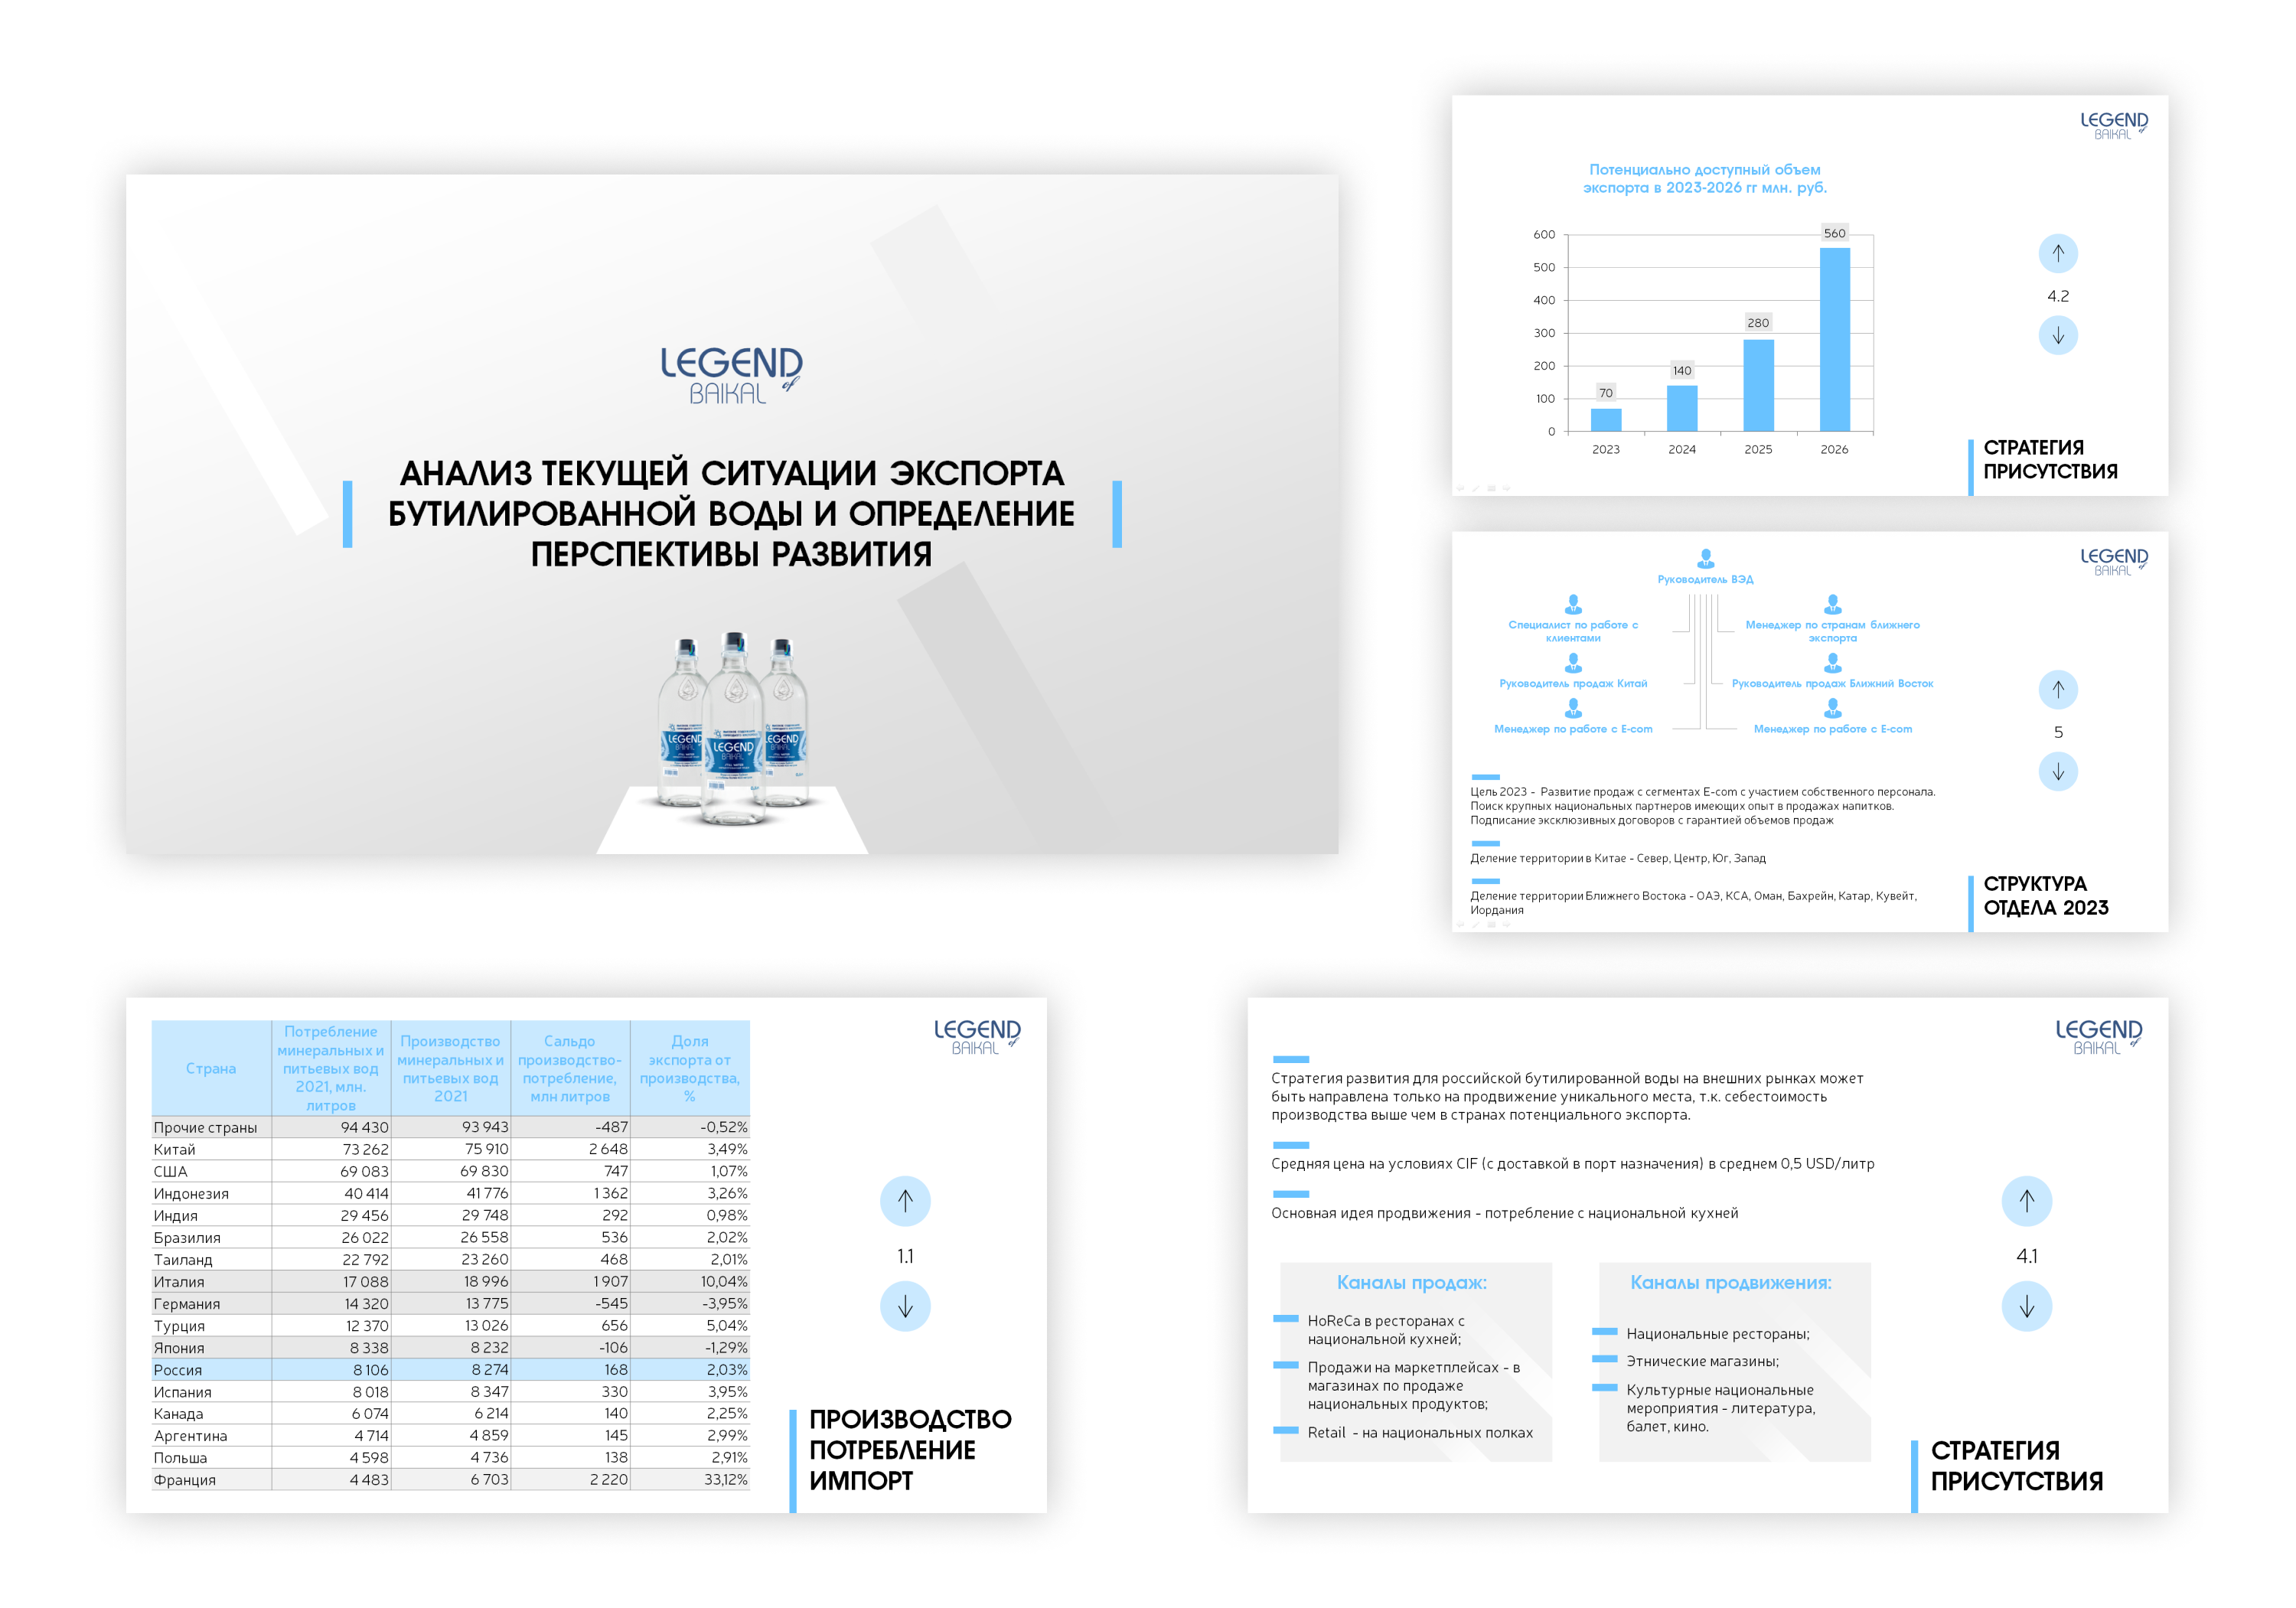 LEGEND
of
BAIKAL
АНАЛИЗ ТЕКУЩЕЙ СИТУАЦИИ ЭКСПОРТА
БУТИЛИРОВАННОЙ ВОДЫ И ОПРЕДЕЛЕНИЕ
ПЕРСПЕКТИВЫ РАЗВИТИЯ
LEGEND
BAIKAL
LEGEND
BAIKAL
LEGEND
BAIKAL
LEGEND
of
BAIKAL
Потенциально доступный объем
экспорта в 2023-2026 гг млн. руб.
600
500
400
300
200
100
0
70
140
280
560
2023
2024
2025
2026
4.2
СТРАТЕГИЯ
ПРИСУТСТВИЯ
LEGEND
of
BAIKAL
Руководитель ВЭД
Специалист по работе с
клиентами
Менеджер по странам ближнего
экспорта
Руководитель продаж Китай
Руководитель продаж Ближний Восток
Менеджер по работе с E-com
Менеджер по работе с E-com
Цель 2023 - Развитие продаж с сегментах E-com с участием собственного персонала.
Поиск крупных национальных партнеров имеющих опыт в продажах напитков.
Подписание эксклюзивных договоров с гарантией объемов продаж
Деление территории в Китае - Север, Центр, Юг, Запад
Деление территории Ближнего Востока - ОАЭ, КСА, Оман, Бахрейн, Катар, Кувейт,
Иордания
5
СТРУКТУРА
ОТДЕЛА 2023
LEGEND
of
BAIKAL
Страна
Потребление
минеральных и
питьевых вод
2021, млн.
литров
Производство
минеральных и
питьевых вод
2021
Сальдо
производство-
потребление,
млн литров
Доля
экспорта от
производства,
%
Прочие страны 94 430 93 943 -487 -0,52%
Китай 73 262 75 910 2 648 3,49%
США 69 083 69 830 747 1,07%
Индонезия 40 414 41 776 1 362 3,26%
Индия 29 456 29 748 292 0,98%
Бразилия 26 022 26 558 536 2,02%
Таиланд 22 792 23 260 468 2,01%
Италия 17 088 18 996 1 907 10,04%
Германия 14 320 13 775 -545 -3,95%
Турция 12 370 13 026 656 5,04%
Япония 8 338 8 232 -106 -1,29%
Россия 8 106 8 274 168 2,03%
Испания 8 018 8 347 330 3,95%
Канада 6 074 6 214 140 2,25%
Аргентина 4 714 4 859 145 2,99%
Польша 4 598 4 736 138 2,91%
Франция 4 483 6 703 2 220 33,12%
1.1
ПРОИЗВОДСТВО
ПОТРЕБЛЕНИЕ
ИМПОРТ
LEGEND
of
BAIKAL
Стратегия развития для российской бутилированной воды на внешних рынках может
быть направлена только на продвижение уникального места, т.к. себестоимость
производства выше чем в странах потенциального экспорта.
Средняя цена на условиях CIF (с доставкой в порт назначения) в среднем 0,5 USD/литр
Основная идея продвижения - потребление с национальной кухней
Каналы продаж:
HoReCa в ресторанах с
национальной кухней;
Продажи на маркетплейсах - в
магазинах по продаже
национальных продуктов;
Retail - на национальных полках
Каналы продвижения:
Национальные рестораны;
Этнические магазины;
Культурные национальные
мероприятия - литература,
балет, кино.
4.1
СТРАТЕГИЯ
ПРИСУТСТВИЯ